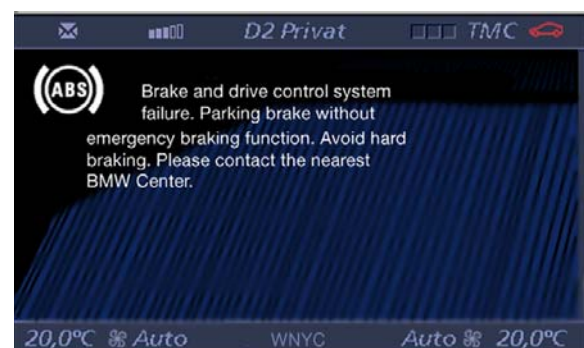 D2 Privat TMC
ABS
Brake and drive control system
failure. Parking brake without
emergency braking function. Avoid hard
braking. Please contact the nearest
BMW Center.
20,0°C Auto WNYC Auto 20,0°C